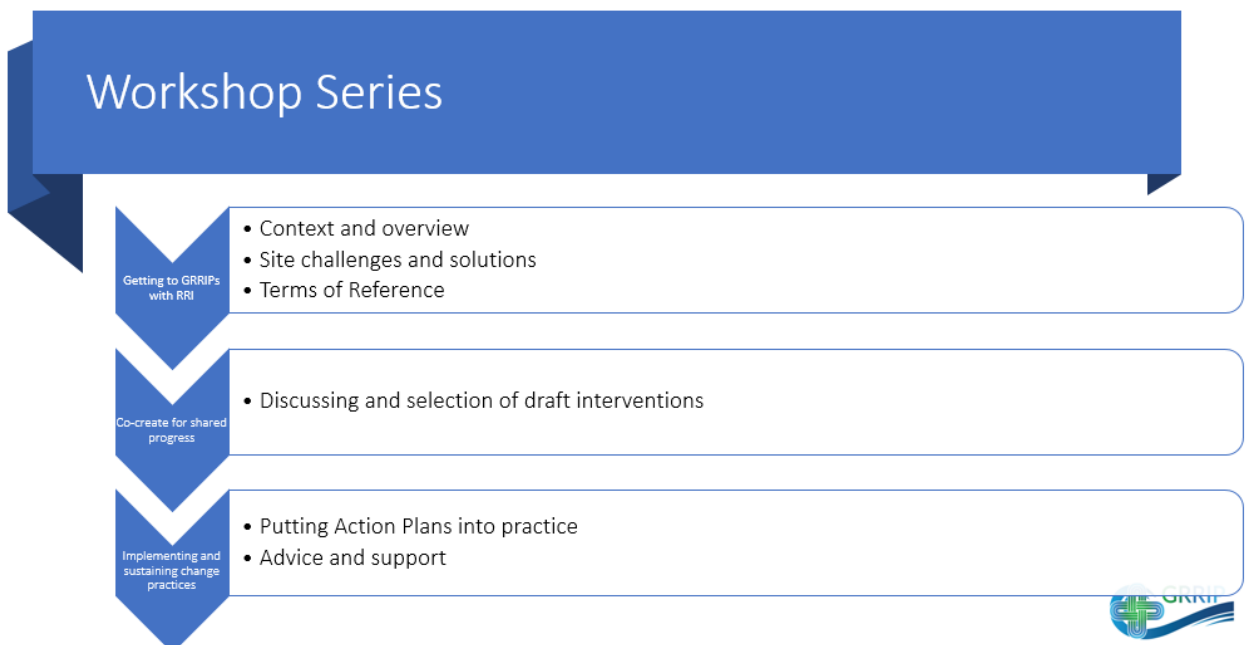 Workshop Series
Getting to GRRIPs
with RRI
• Context and overview
• Site challenges and solutions
• Terms of Reference
Co-create for shared
progress
• Discussing and selection of draft interventions
Implementing and
sustaining change
practices
• Putting Action Plans into practice
• Advice and support
GRRIP